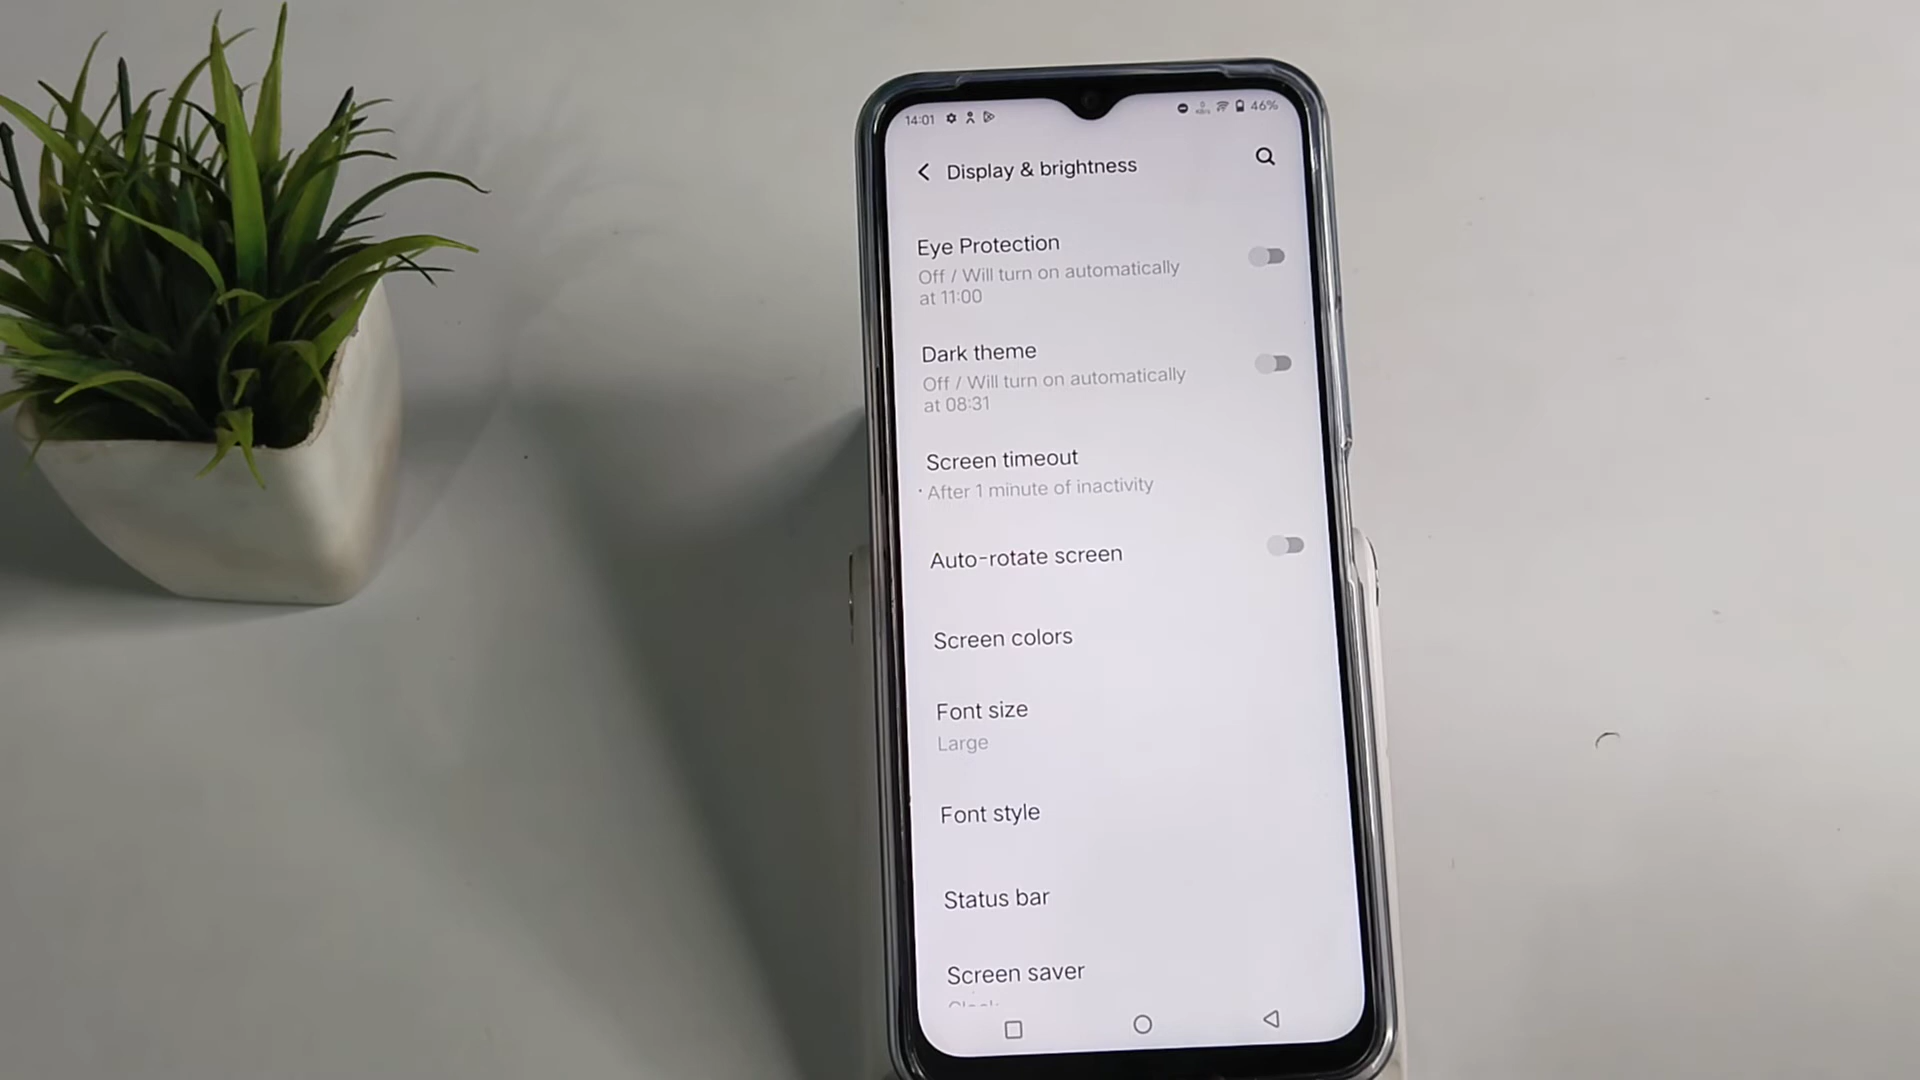 14:01 46%
Display & brightness
Eye Protection
Off / Will turn on automatically
at 11:00
Dark theme
Off / Will turn on automatically
at 08:31
Screen timeout
After 1 minute of inactivity
Auto-rotate screen
Screen colors
Font size
Large
Font style
Status bar
Screen saver